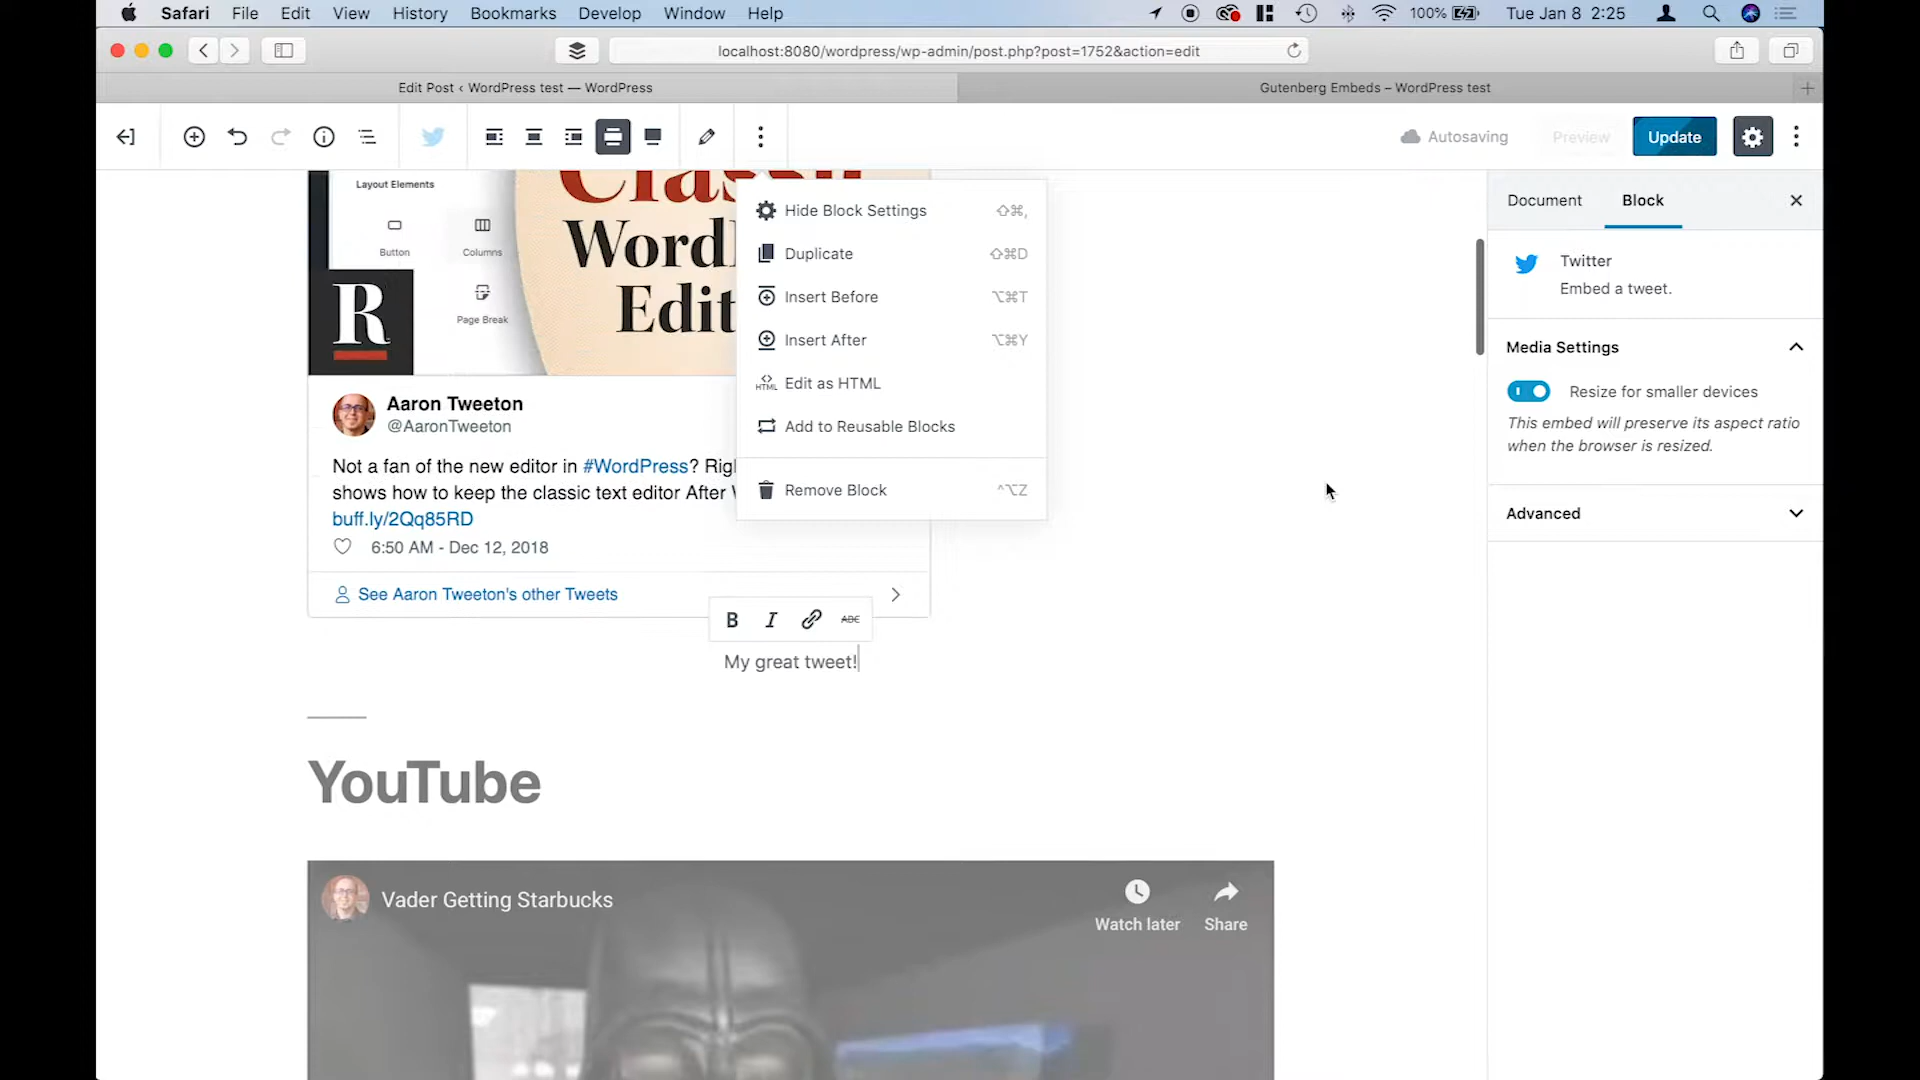 Safari File Edit View History Bookmarks Develop Window Help 100% Tue Jan 8 2:25
localhost:8080/wordpress/wp-admin/post.php?post=1752&action=edit
Edit Post ‹ WordPress test — WordPress
Gutenberg Embeds – WordPress test
Autosaving
Preview
Update
Layout Elements
Button
Columns
Page Break
R
Classi
Word
Edit
Hide Block Settings ⇧⌘,
Duplicate ⇧⌘D
Insert Before ⌥⌘T
Insert After ⌥⌘Y
HTML Edit as HTML
Add to Reusable Blocks
Remove Block ^⌥Z
Aaron Tweeton
@AaronTweeton
Not a fan of the new editor in #WordPress? Rig
shows how to keep the classic text editor After
buff.ly/2Qq85RD
6:50 AM - Dec 12, 2018
See Aaron Tweeton's other Tweets
B I ABC
My great tweet!
YouTube
Vader Getting Starbucks
Watch later
Share
Document
Block
Twitter
Embed a tweet.
Media Settings
Resize for smaller devices
This embed will preserve its aspect ratio
when the browser is resized.
Advanced